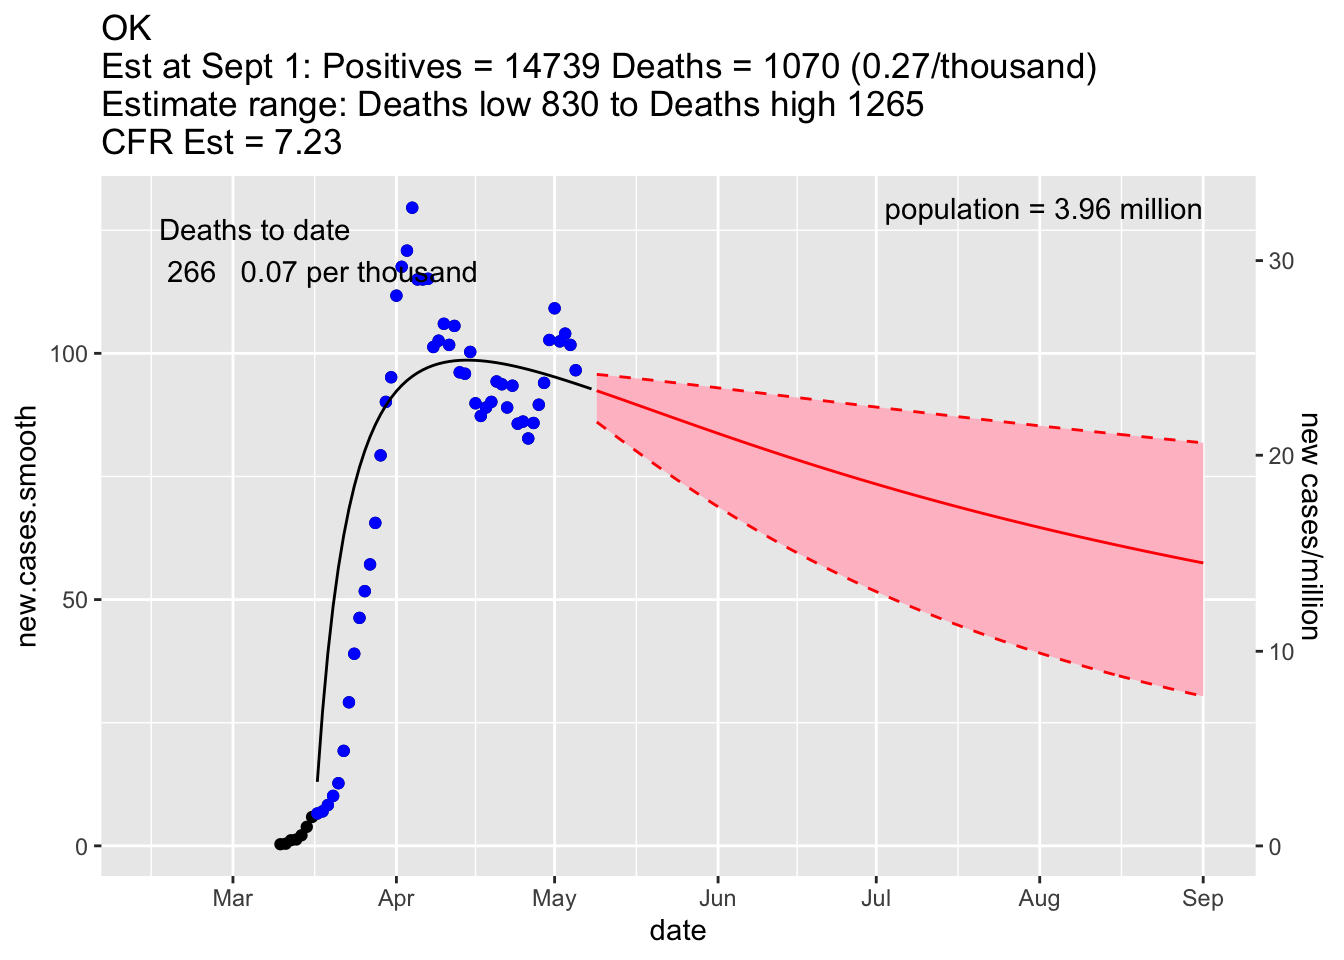 OK
Est at Sept 1: Positives = 14739 Deaths = 1070 (0.27/thousand)
Estimate range: Deaths low 830 to Deaths high 1265
CFR Est = 7.23
Deaths to date
266 0.07 per thousand
population = 3.96 million
new.cases.smooth
100
50
0
30
20
10
0
new cases/million
Mar Apr May Jun Jul Aug Sep
date